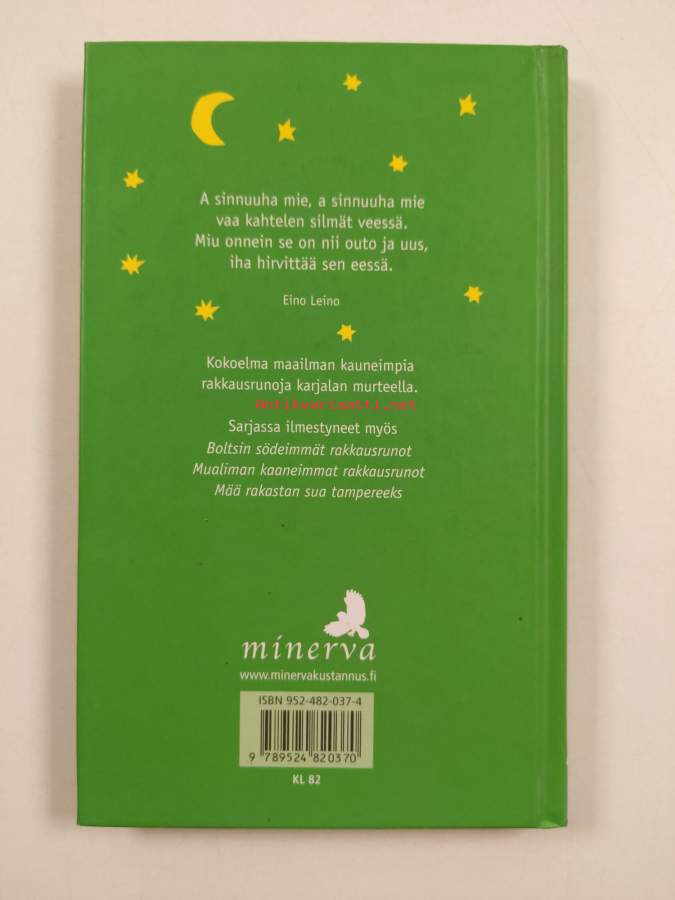 A sinnuuha mie, a sinnuuha mie
vaa kahtelen silmät veessä.
Miu onnein se on nii outo ja uus,
iha hirvittää sen eessä.
Eino Leino
Kokoelma maailman kauneimpia
rakkausrunoja karjalan murteella.
Antikvariaatti.net
Sarjassa ilmestyneet myös
Boltsin södeimmät rakkausrunot
Mualiman kaaneimmat rakkausrunot
Mää rakastan sua tampereeks
minerva
www.minervakustannus.fi
ISBN 952-482-037-4
9 789524 820370
KL 82